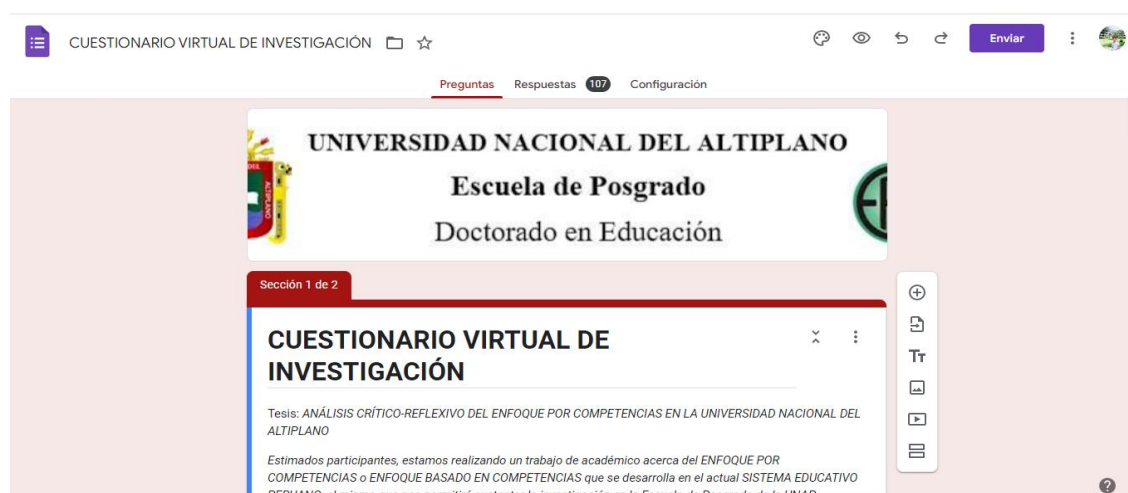 CUESTIONARIO VIRTUAL DE INVESTIGACIÓN
Enviar
Preguntas Respuestas 107 Configuración
UNIVERSIDAD NACIONAL DEL ALTIPLANO
Escuela de Posgrado
Doctorado en Educación
Sección 1 de 2
CUESTIONARIO VIRTUAL DE
INVESTIGACIÓN
Tesis: ANÁLISIS CRÍTICO-REFLEXIVO DEL ENFOQUE POR COMPETENCIAS EN LA UNIVERSIDAD NACIONAL DEL
ALTIPLANO
Estimados participantes, estamos realizando un trabajo de académico acerca del ENFOQUE POR
COMPETENCIAS o ENFOQUE BASADO EN COMPETENCIAS que se desarrolla en el actual SISTEMA EDUCATIVO